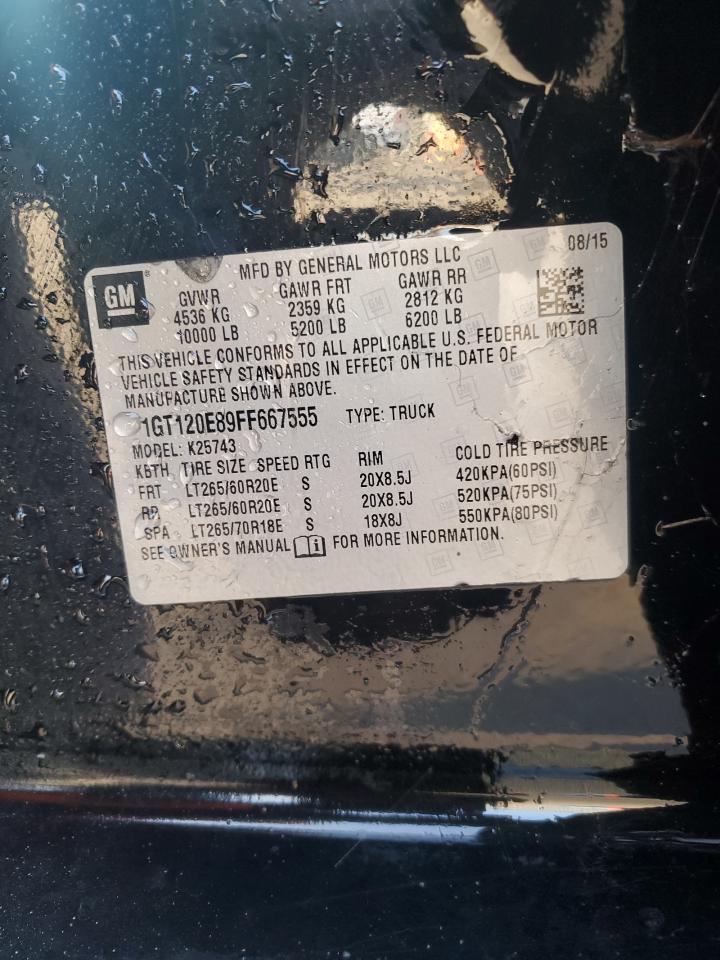 GM
®
MFD BY GENERAL MOTORS LLC 08/15
GVWR GAWR FRT GAWR RR
4536 KG 2359 KG 2812 KG
10000 LB 5200 LB 6200 LB
THIS VEHICLE CONFORMS TO ALL APPLICABLE U.S. FEDERAL MOTOR
VEHICLE SAFETY STANDARDS IN EFFECT ON THE DATE OF
MANUFACTURE SHOWN ABOVE.
1GT120E89FF667555 TYPE: TRUCK
MODEL: K25743
KBTH TIRE SIZE SPEED RTG RIM COLD TIRE PRESSURE
FRT LT265/60R20E S 20X8.5J 420KPA(60PSI)
RR LT265/60R20E S 20X8.5J 520KPA(75PSI)
SPA LT265/70R18E S 18X8J 550KPA(80PSI)
SEE OWNER'S MANUAL i FOR MORE INFORMATION.